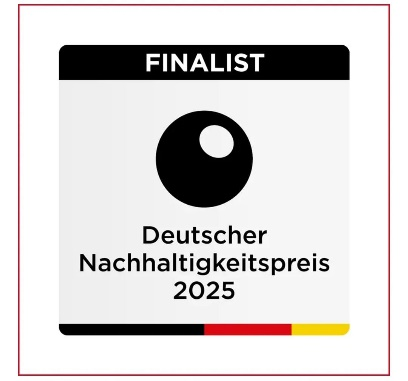 FINALIST
Deutscher
Nachhaltigkeitspreis
2025